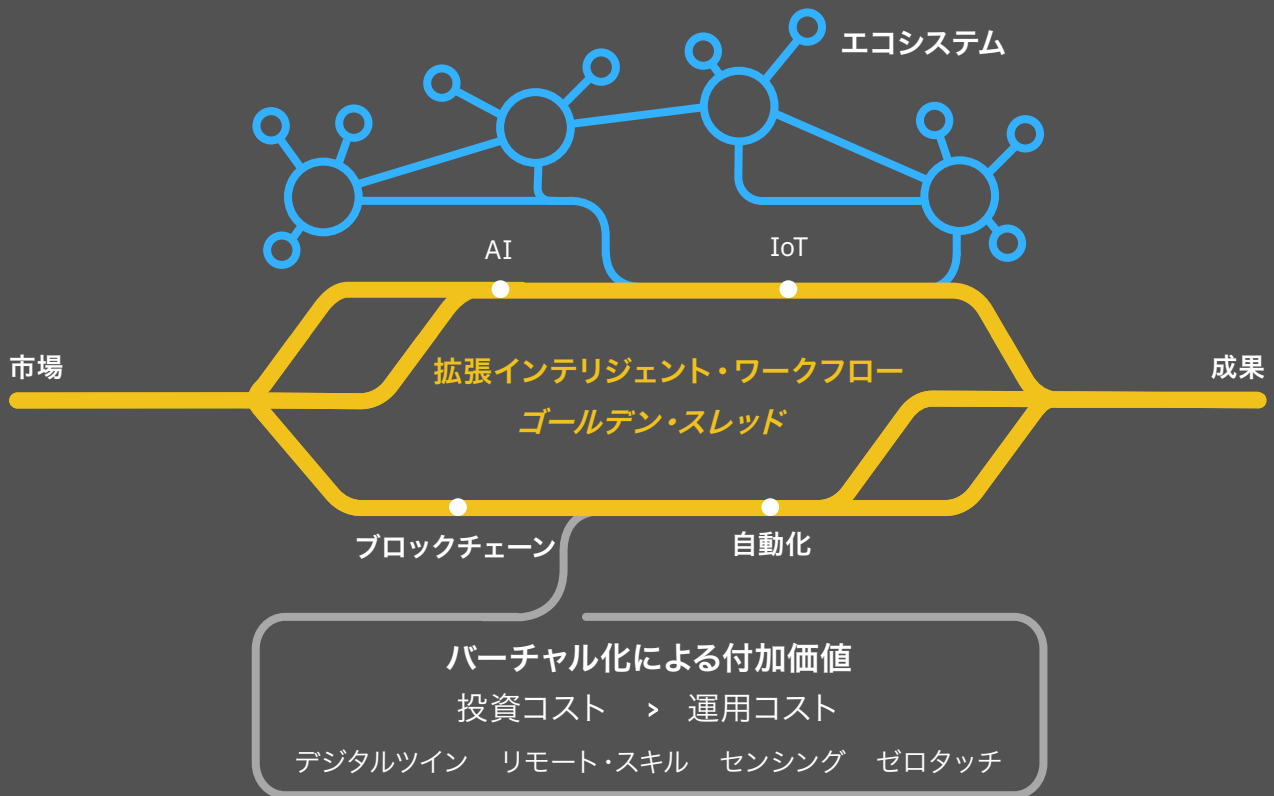 エコシステム
AI
IoT
市場
拡張インテリジェント・ワークフロー
成果
ゴールデン・スレッド
ブロックチェーン
自動化
バーチャル化による付加価値
投資コスト > 運用コスト
デジタルツイン リモート・スキル センシング ゼロタッチ